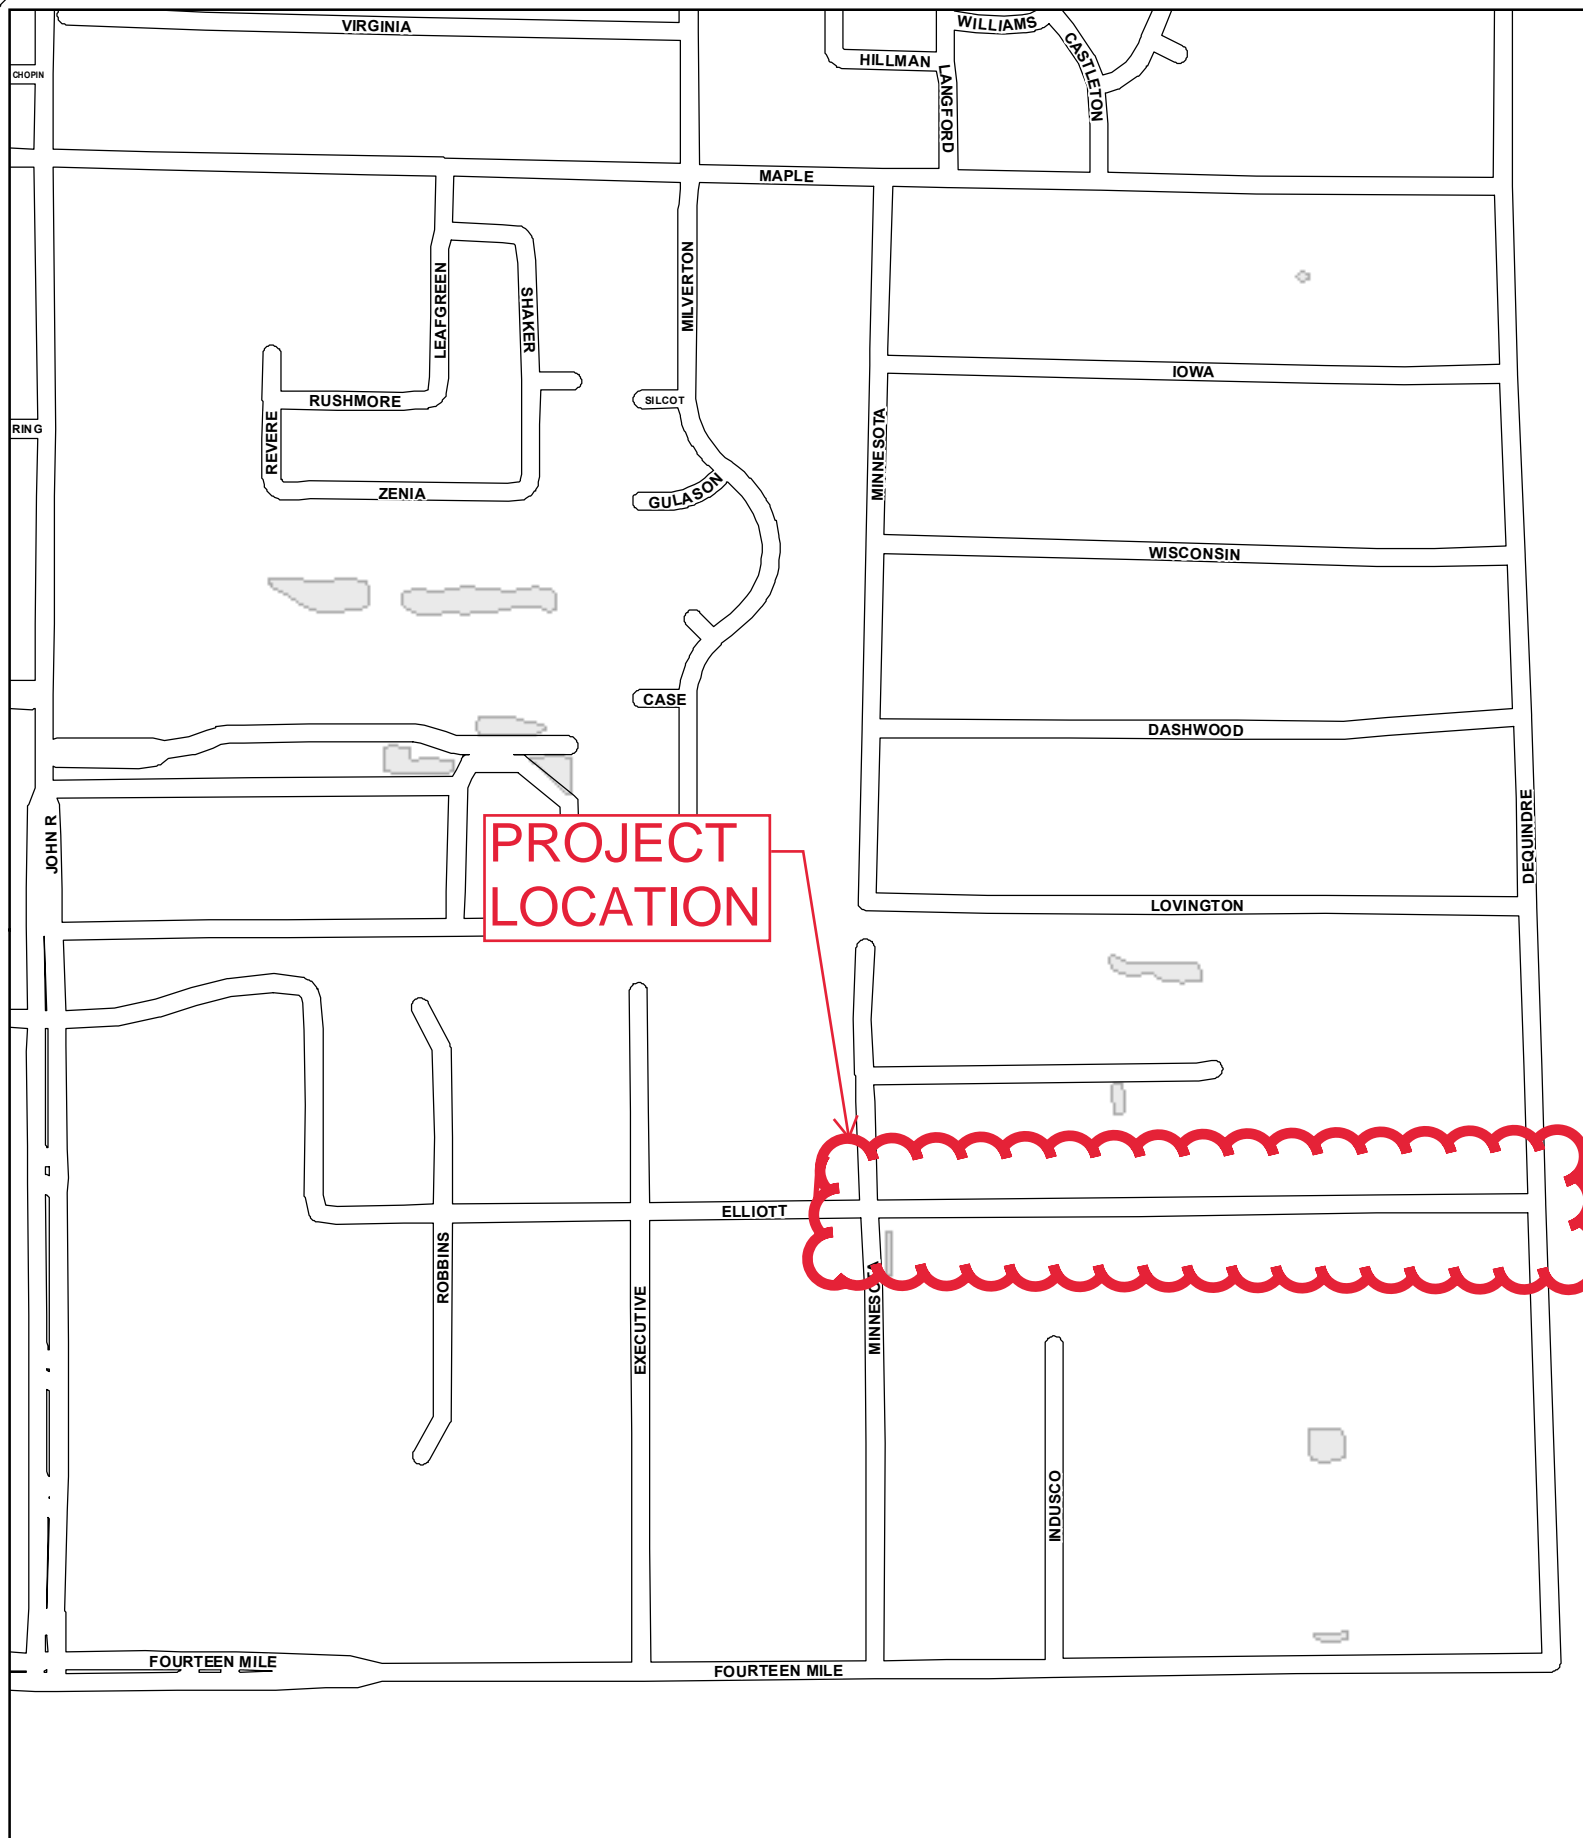 VIRGINIA
WILLIAMS
HILLMAN
CASTLETON
CHOPIN
LANGFORD
MAPLE
LEAFGREEN
SHAKER
MILVERTON
IOWA
RUSHMORE
SILCOT
RING
REVERE
MINNESOTA
ZENIA
GULASON
WISCONSIN
CASE
DASHWOOD
JOHN R
PROJECT
LOCATION
DEQUINDRE
LOVINGTON
ELLIOTT
ROBBINS
EXECUTIVE
MINNESOTA
INDUSCO
FOURTEEN MILE
FOURTEEN MILE